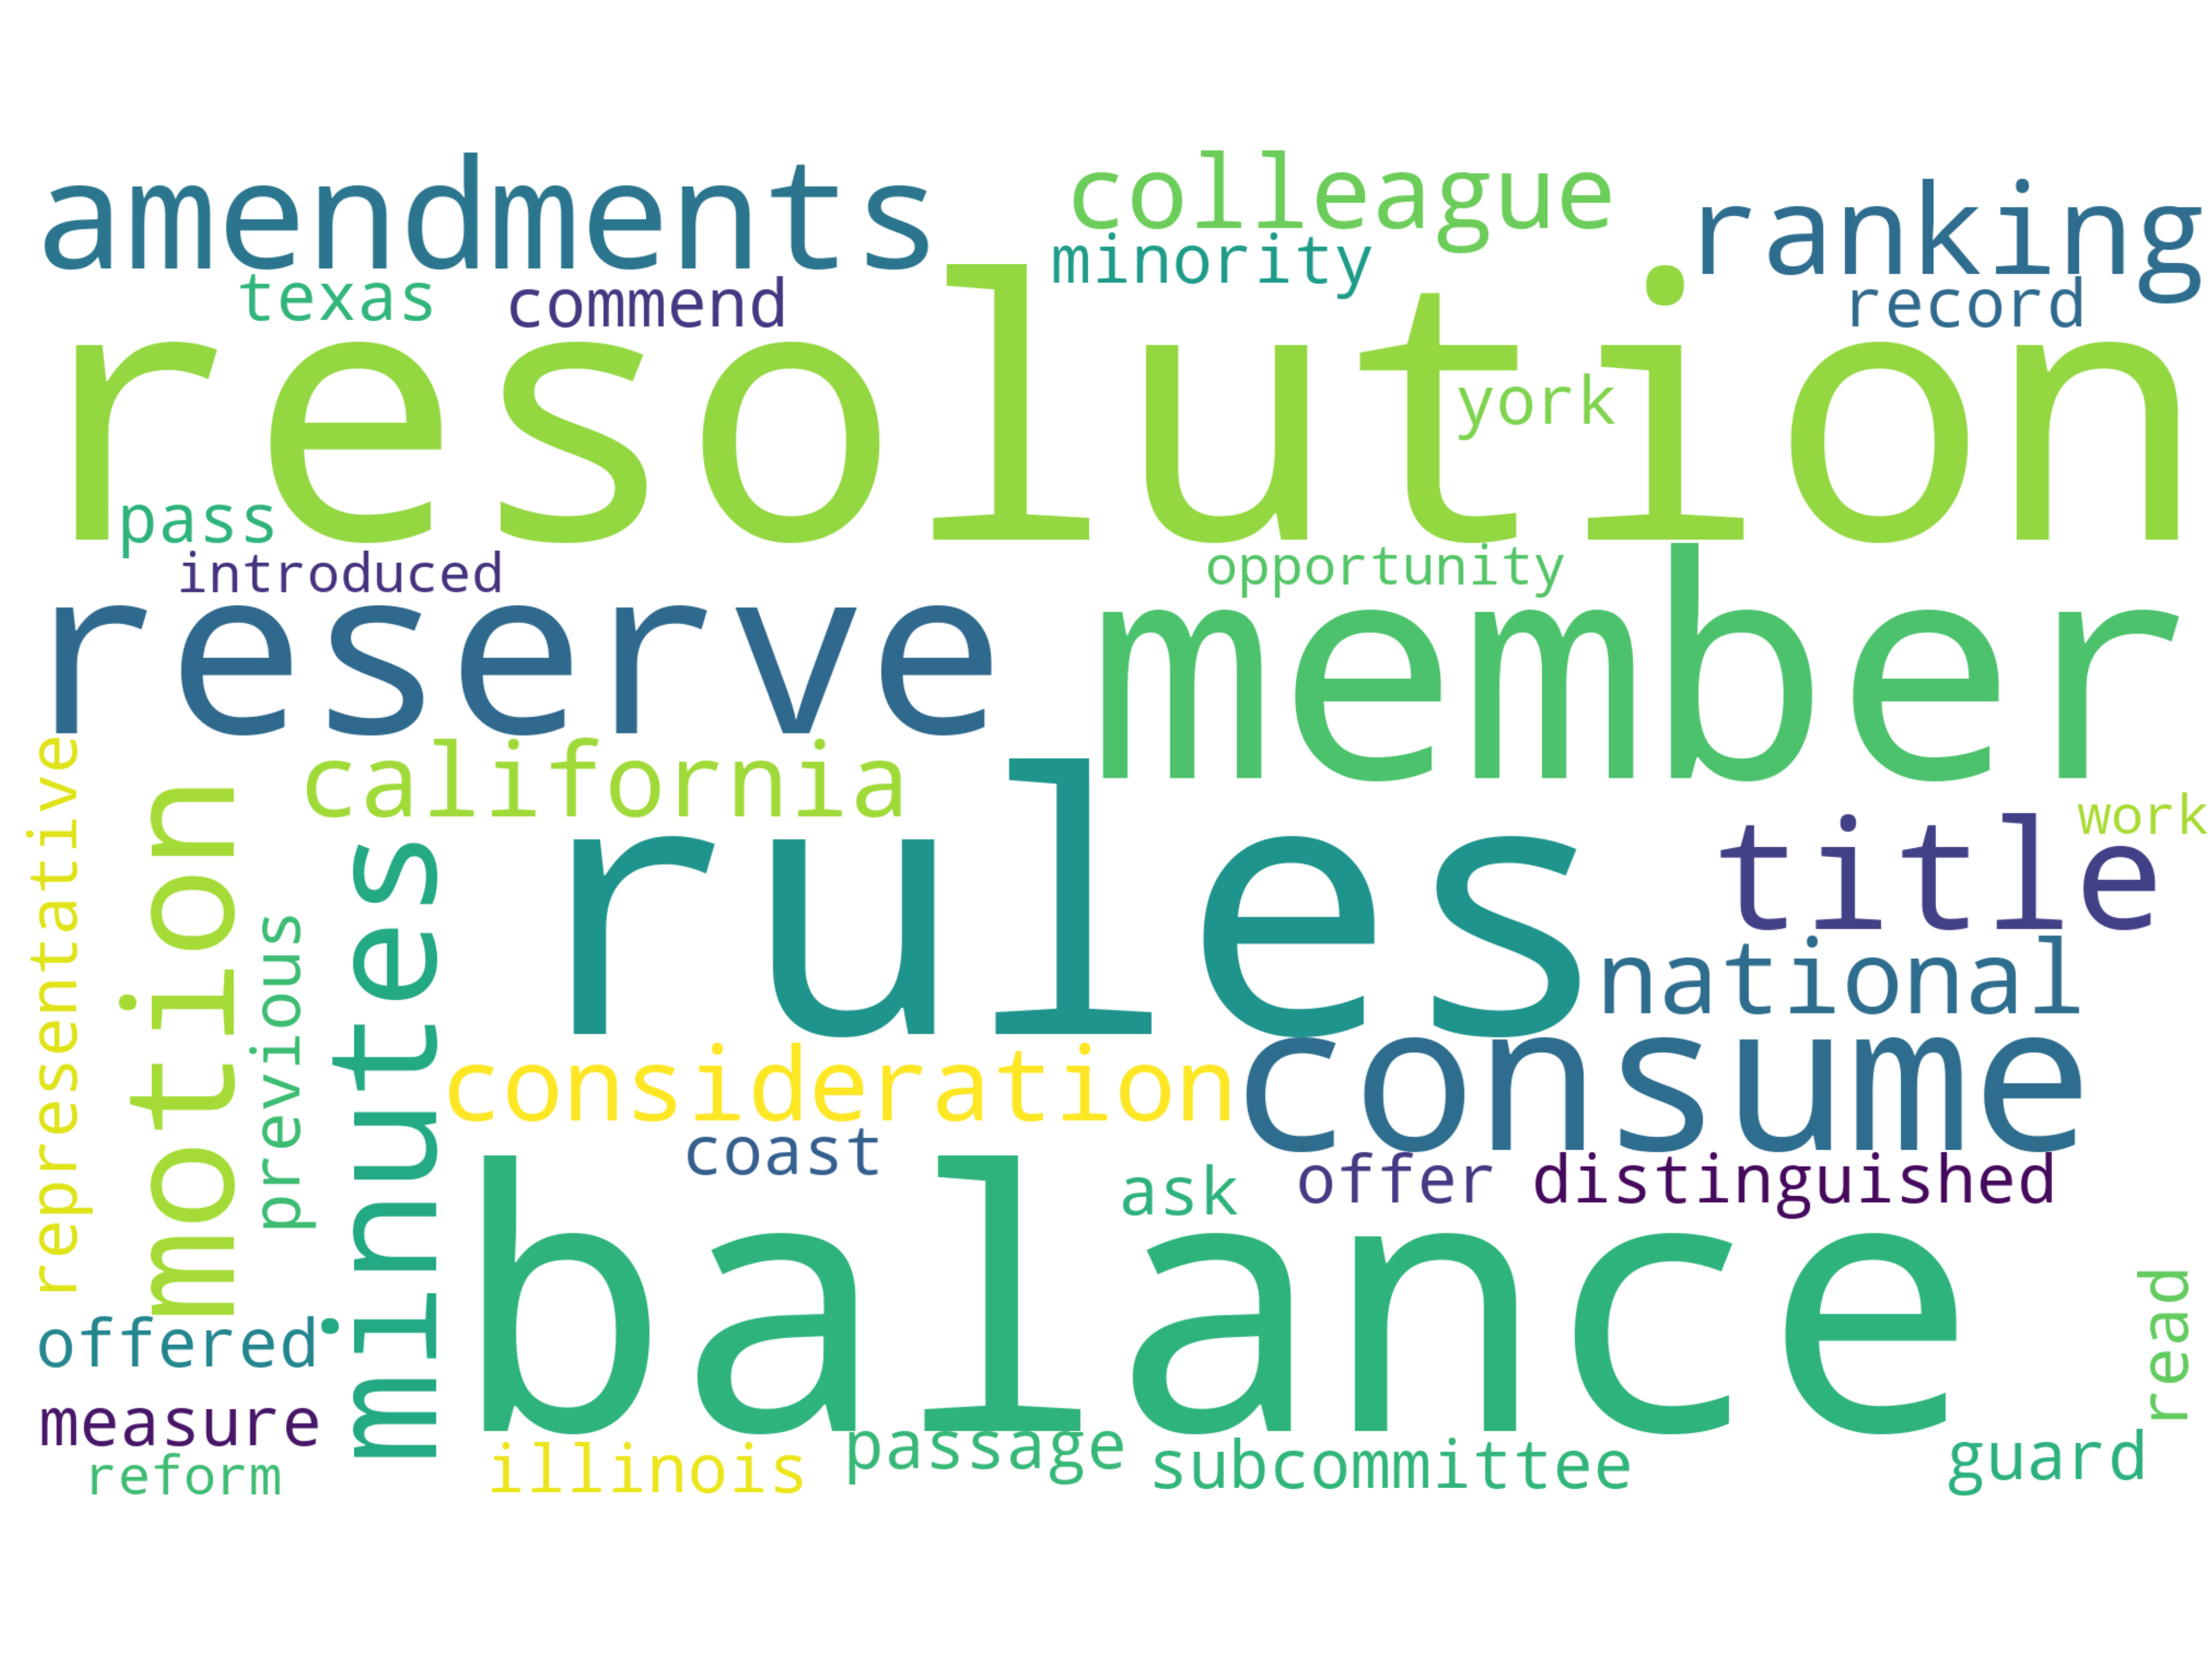 amendments
colleague
ranking
minority
texas
commend
record
resolution
york
pass
introduced
opportunity
reserve
member
representative
motion
california
minutes
previous
rules
title
work
national
consideration
consume
coast
ask
offer
distinguished
balance
offered
read
measure
reform
illinois
passage
subcommittee
guard